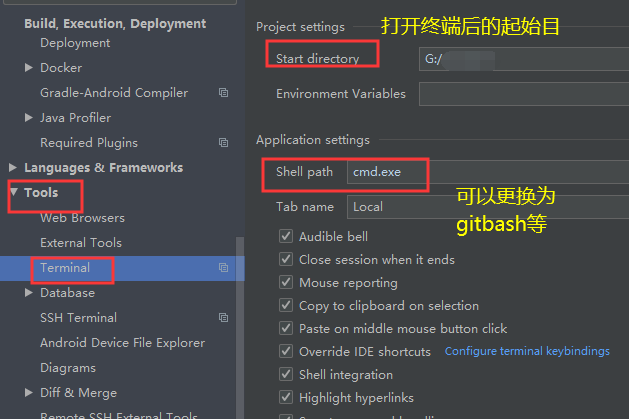 Build, Execution, Deployment
Deployment
Docker
Gradle-Android Compiler
Java Profiler
Required Plugins
Languages & Frameworks
Tools
Web Browsers
External Tools
Terminal
Database
SSH Terminal
Android Device File Explorer
Diagrams
Diff & Merge
Remote SSH External Tools
Project settings
打开终端后的起始目
Start directory
G:/
Environment Variables
Application settings
Shell path
cmd.exe
可以更换为
gitbash等
Tab name
Local
Audible bell
Close session when it ends
Mouse reporting
Copy to clipboard on selection
Paste on middle mouse button click
Override IDE shortcuts
Configure terminal keybindings
Shell integration
Highlight hyperlinks